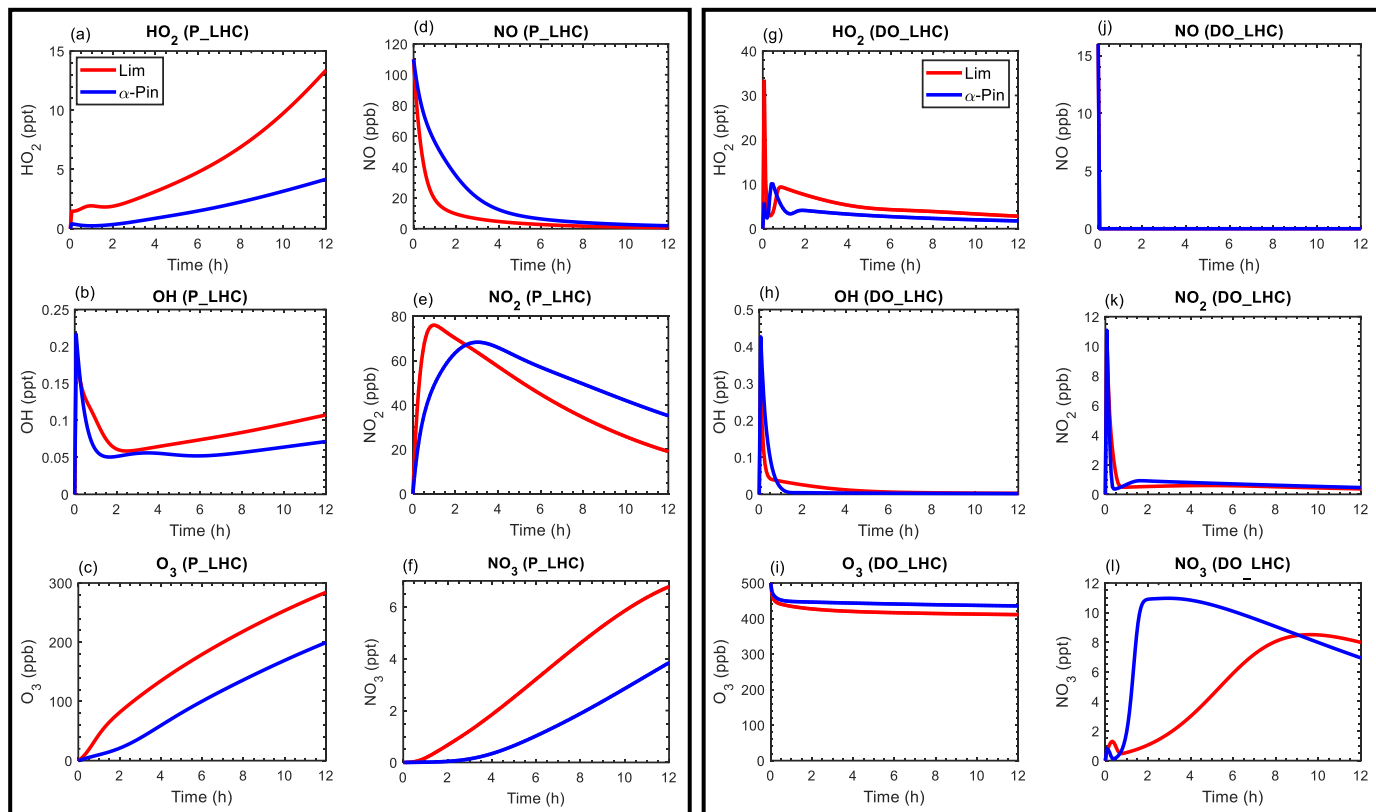 (a) HO2 (P_LHC)
15
10
5
0
HO2 (ppt)
Lim
α-Pin
0 2 4 6 8 10 12
Time (h)
(d) NO (P_LHC)
120
100
80
60
40
20
0
NO (ppb)
0 2 4 6 8 10 12
Time (h)
(b) OH (P_LHC)
0.25
0.2
0.15
0.1
0.05
0
OH (ppt)
0 2 4 6 8 10 12
Time (h)
(e) NO2 (P_LHC)
80
60
40
20
0
NO2 (ppb)
0 2 4 6 8 10 12
Time (h)
(c) O3 (P_LHC)
300
200
100
0
O3 (ppb)
0 2 4 6 8 10 12
Time (h)
(f) NO3 (P_LHC)
6
4
2
0
NO3 (ppt)
0 2 4 6 8 10 12
Time (h)
(g) HO2 (DO_LHC)
40
30
20
10
0
HO2 (ppt)
Lim
α-Pin
0 2 4 6 8 10 12
Time (h)
(j) NO (DO_LHC)
15
10
5
0
NO (ppb)
0 2 4 6 8 10 12
Time (h)
(h) OH (DO_LHC)
0.5
0.4
0.3
0.2
0.1
0
OH (ppt)
0 2 4 6 8 10 12
Time (h)
(k) NO2 (DO_LHC)
12
10
8
6
4
2
0
NO2 (ppb)
0 2 4 6 8 10 12
Time (h)
(i) O3 (DO_LHC)
500
400
300
200
100
0
O3 (ppb)
0 2 4 6 8 10 12
Time (h)
(l) NO3 (DO_LHC)
12
10
8
6
4
2
0
NO3 (ppt)
0 2 4 6 8 10 12
Time (h)